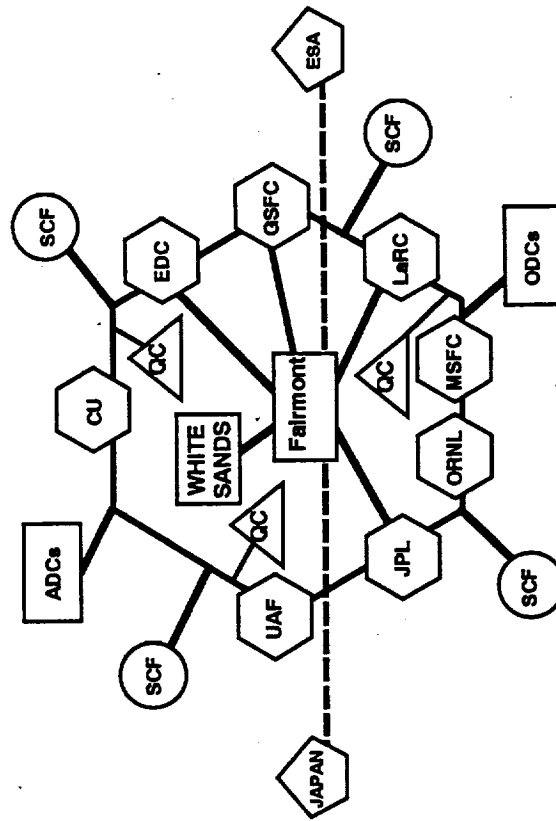 ADCs
CU
SCF
SCF
QC
EDC
WHITE
SANDS
QC
UAF
GSFC
Fairmont
JAPAN
ESA
QC
SCF
JPL
LaRC
ORNL
MSFC
SCF
ODCs